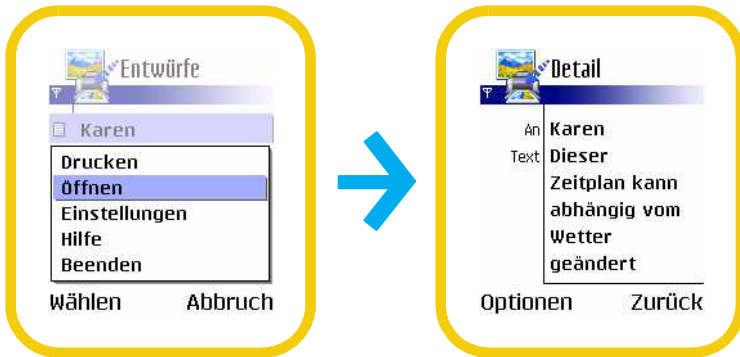 Entwürfe
Karen
Drucken
Öffnen
Einstellungen
Hilfe
Beenden
Wählen Abbruch
Detail
An Karen
Text Dieser
Zeitplan kann
abhängig vom
Wetter
geändert
Optionen Zurück